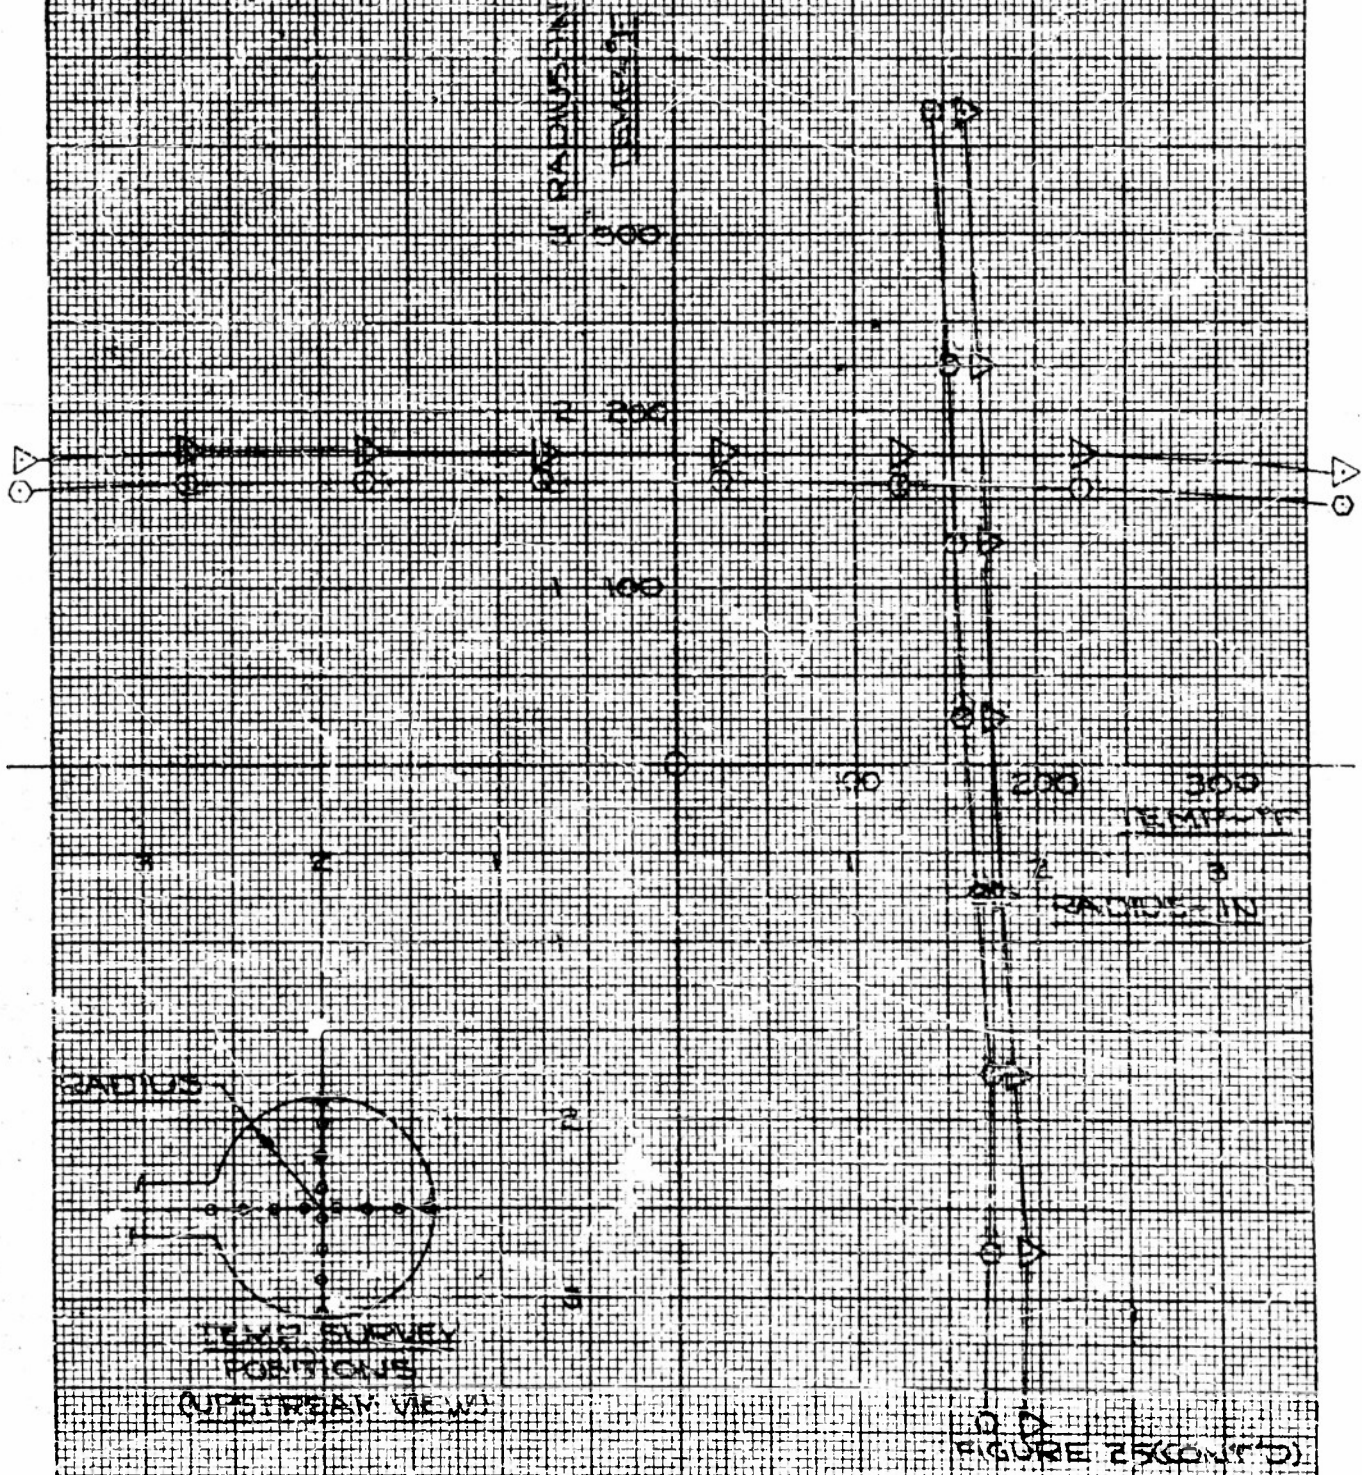 RADIUS-IN
TEMP-°F
3 300
2 200
1 100
100 200 300
TEMP-°F
3 2 1 1 2 3
RADIUS-IN
1
2
3
RADIUS
TEMP SURVEY
POSITIONS
(UPSTREAM VIEW)
FIGURE 25(CONT'D)